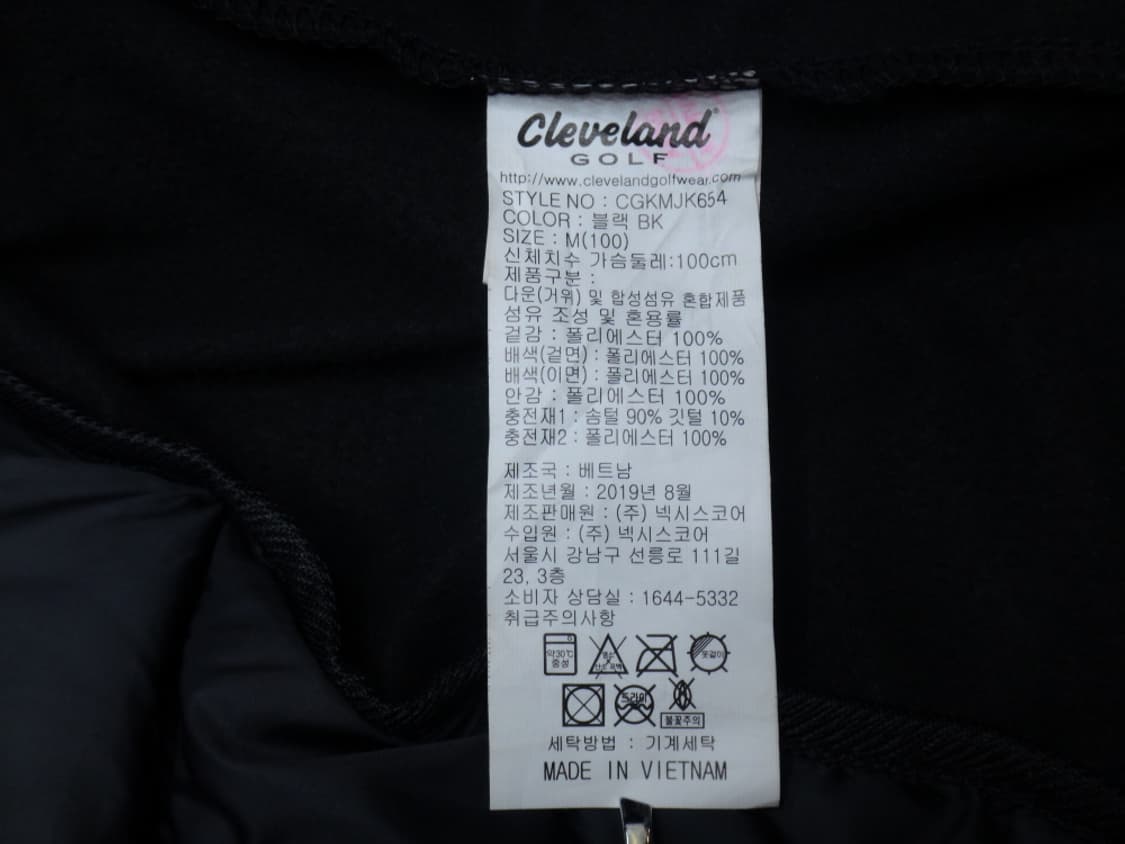 Cleveland®
GOLF
http://www.clevelandgolfwear.com
STYLE NO : CGKMJK654
COLOR : 블랙 BK
SIZE : M(100)
신체치수 가슴둘레:100cm
제품구분 :
다운(거위) 및 합성섬유 혼합제품
섬유 조성 및 혼용률
겉감 : 폴리에스터 100%
배색(겉면) : 폴리에스터 100%
배색(이면) : 폴리에스터 100%
안감 : 폴리에스터 100%
충전재1 : 솜털 90% 깃털 10%
충전재2 : 폴리에스터 100%
제조국 : 베트남
제조년월 : 2019년 8월
제조판매원 : (주) 넥시스코어
수입원 : (주) 넥시스코어
서울시 강남구 선릉로 111길
23, 3층
소비자 상담실 : 1644-5332
취급주의사항
약30℃
중성
염소
산소 표백
옷걸이
드라이
불꽃주의
세탁방법 : 기계세탁
MADE IN VIETNAM